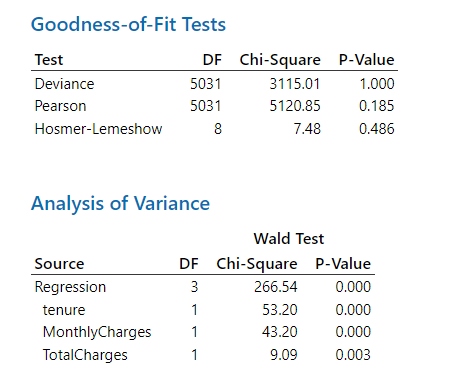 Goodness-of-Fit Tests
Test DF Chi-Square P-Value
Deviance 5031 3115.01 1.000
Pearson 5031 5120.85 0.185
Hosmer-Lemeshow 8 7.48 0.486
Analysis of Variance
Wald Test
Source DF Chi-Square P-Value
Regression 3 266.54 0.000
tenure 1 53.20 0.000
MonthlyCharges 1 43.20 0.000
TotalCharges 1 9.09 0.003